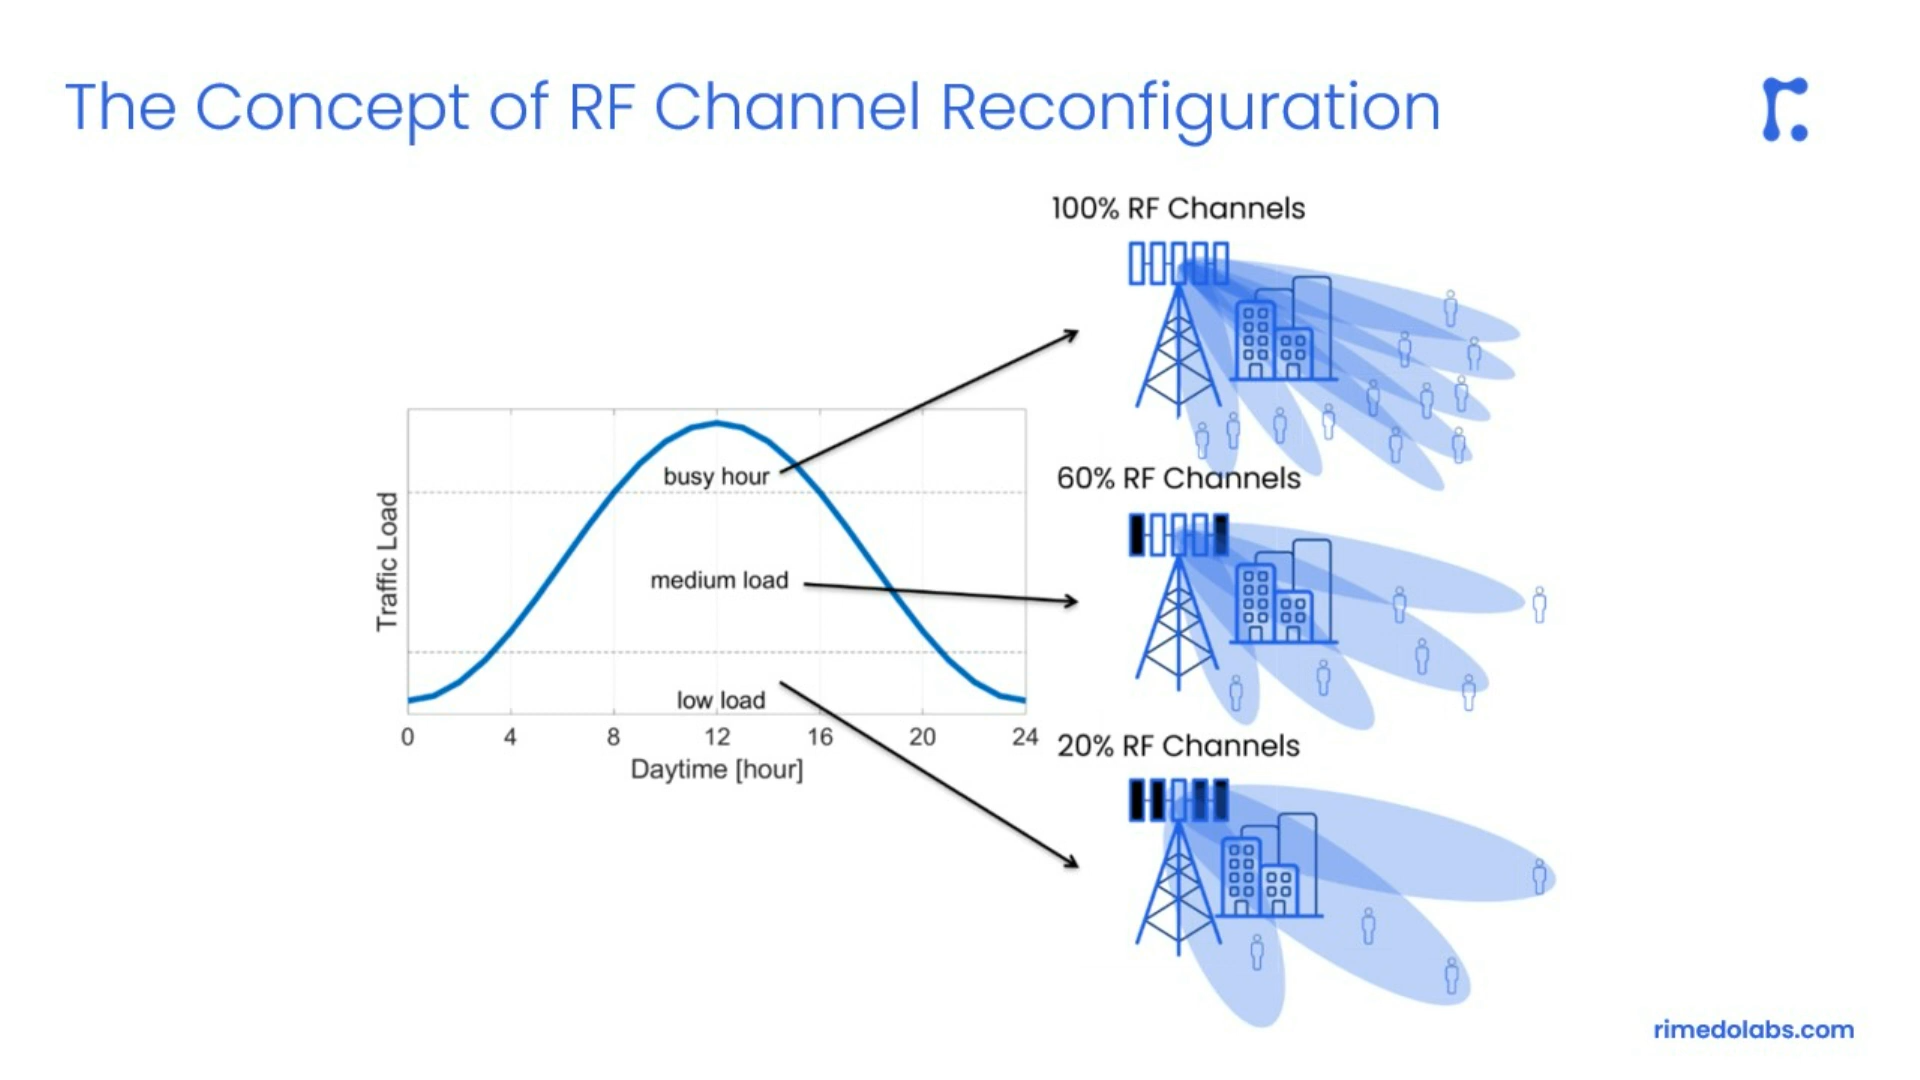 The Concept of RF Channel Reconfiguration
100% RF Channels
busy hour
60% RF Channels
Traffic Load
medium load
low load
0 4 8 12 16 20 24
Daytime [hour]
20% RF Channels
rimedolabs.com